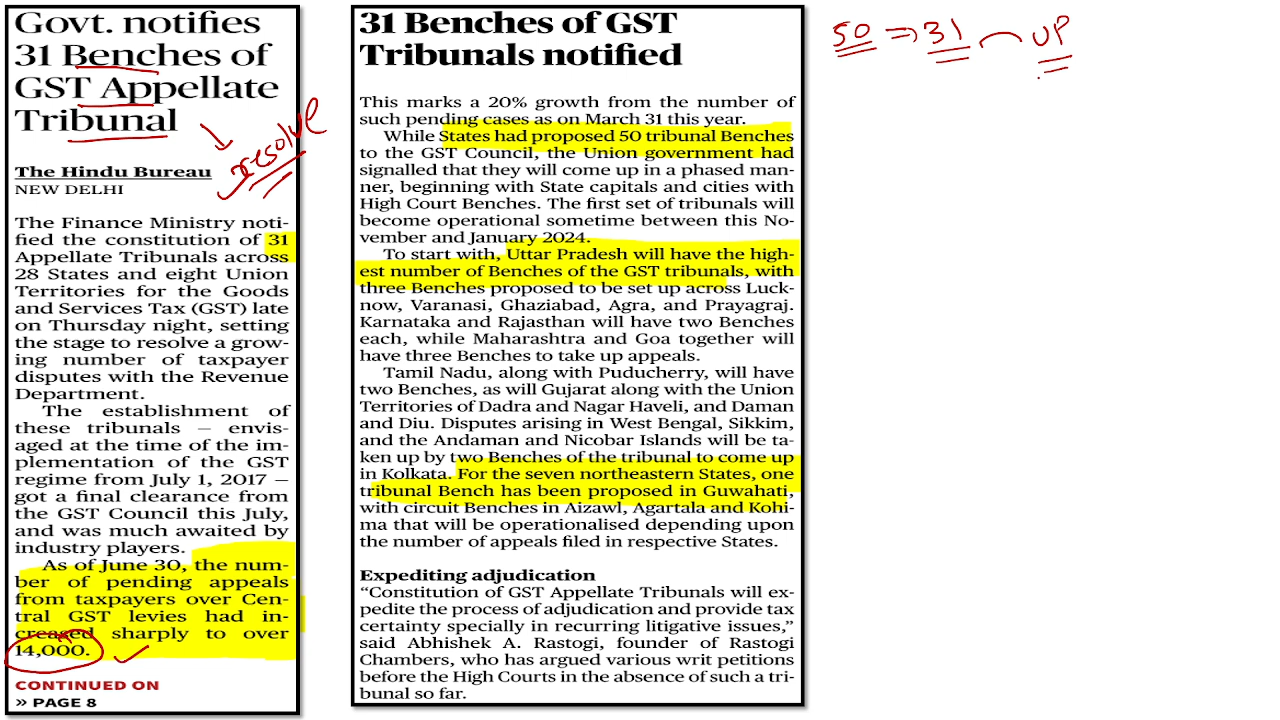 Govt. notifies
31 Benches of
GST Appellate
Tribunal
resolve
The Hindu Bureau
NEW DELHI
The Finance Ministry noti-
fied the constitution of 31
Appellate Tribunals across
28 States and eight Union
Territories for the Goods
and Services Tax (GST) late
on Thursday night, setting
the stage to resolve a grow-
ing number of taxpayer
disputes with the Revenue
Department.
The establishment of
these tribunals – envis-
aged at the time of the im-
plementation of the GST
regime from July 1, 2017 –
got a final clearance from
the GST Council this July,
and was much awaited by
industry players.
As of June 30, the num-
ber of pending appeals
from taxpayers over Cen-
tral GST levies had in-
creased sharply to over
14,000.
CONTINUED ON
» PAGE 8
31 Benches of GST
Tribunals notified
This marks a 20% growth from the number of
such pending cases as on March 31 this year.
While States had proposed 50 tribunal Benches
to the GST Council, the Union government had
signalled that they will come up in a phased man-
ner, beginning with State capitals and cities with
High Court Benches. The first set of tribunals will
become operational sometime between this No-
vember and January 2024.
To start with, Uttar Pradesh will have the high-
est number of Benches of the GST tribunals, with
three Benches proposed to be set up across Luck-
now, Varanasi, Ghaziabad, Agra, and Prayagraj.
Karnataka and Rajasthan will have two Benches
each, while Maharashtra and Goa together will
have three Benches to take up appeals.
Tamil Nadu, along with Puducherry, will have
two Benches, as will Gujarat along with the Union
Territories of Dadra and Nagar Haveli, and Daman
and Diu. Disputes arising in West Bengal, Sikkim,
and the Andaman and Nicobar Islands will be ta-
ken up by two Benches of the tribunal to come up
in Kolkata. For the seven northeastern States, one
tribunal Bench has been proposed in Guwahati,
with circuit Benches in Aizawl, Agartala and Kohi-
ma that will be operationalised depending upon
the number of appeals filed in respective States.
Expediting adjudication
“Constitution of GST Appellate Tribunals will ex-
pedite the process of adjudication and provide tax
certainty specially in recurring litigative issues,”
said Abhishek A. Rastogi, founder of Rastogi
Chambers, who has argued various writ petitions
before the High Courts in the absence of such a tri-
bunal so far.
50 ⇒ 31 UP